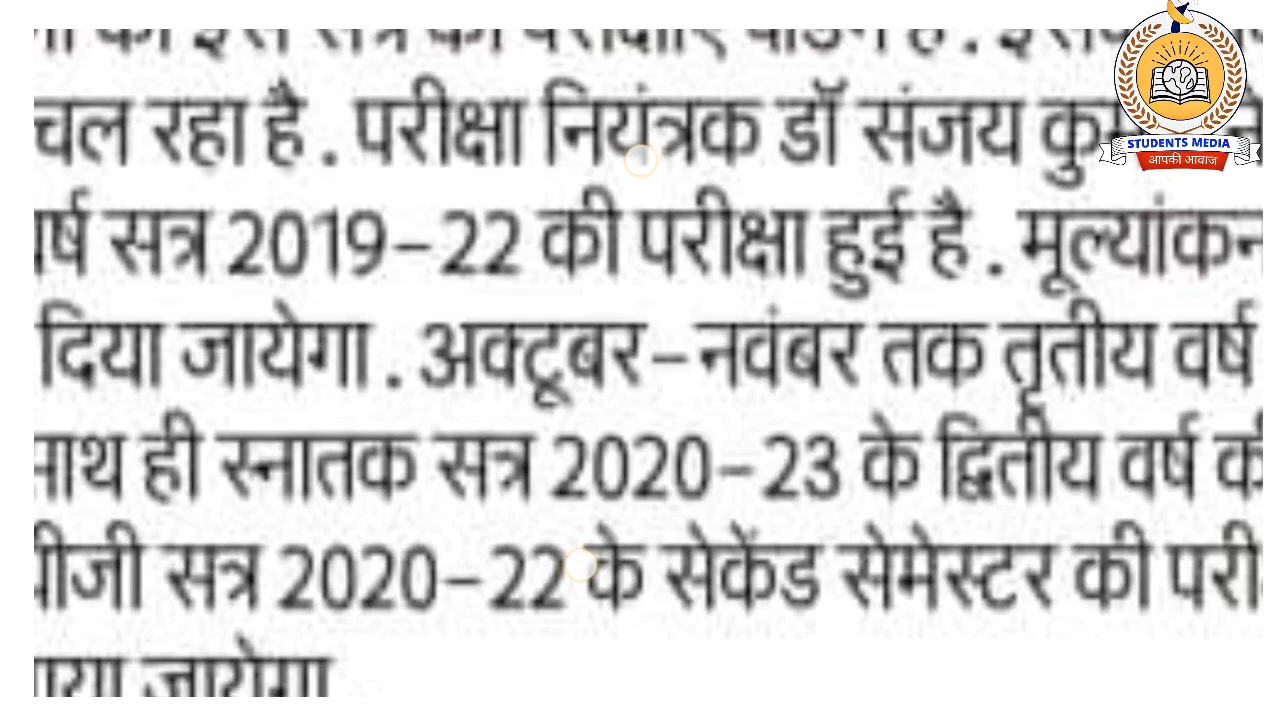 चल रहा है . परीक्षा नियंत्रक डॉ संजय
सत्र 2019-22 की परीक्षा हुई है . मूल्यांकन
दिया जायेगा . अक्टूबर-नवंबर तक तृतीय वर्ष
ही स्नातक सत्र 2020-23 के द्वितीय वर्ष की
सत्र 2020-22 के सेकेंड सेमेस्टर की
जायेगा
STUDENTS MEDIA
आपकी आवाज